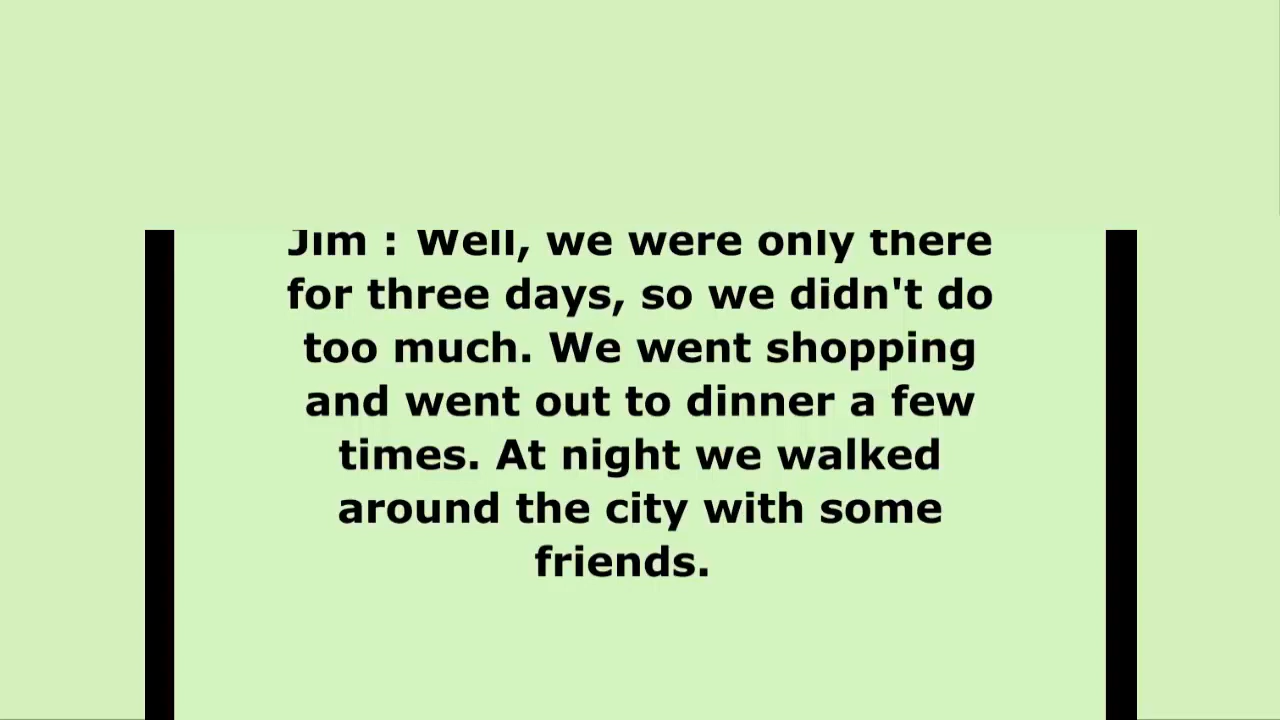 Jim : Well, we were only there
for three days, so we didn't do
too much. We went shopping
and went out to dinner a few
times. At night we walked
around the city with some
friends.